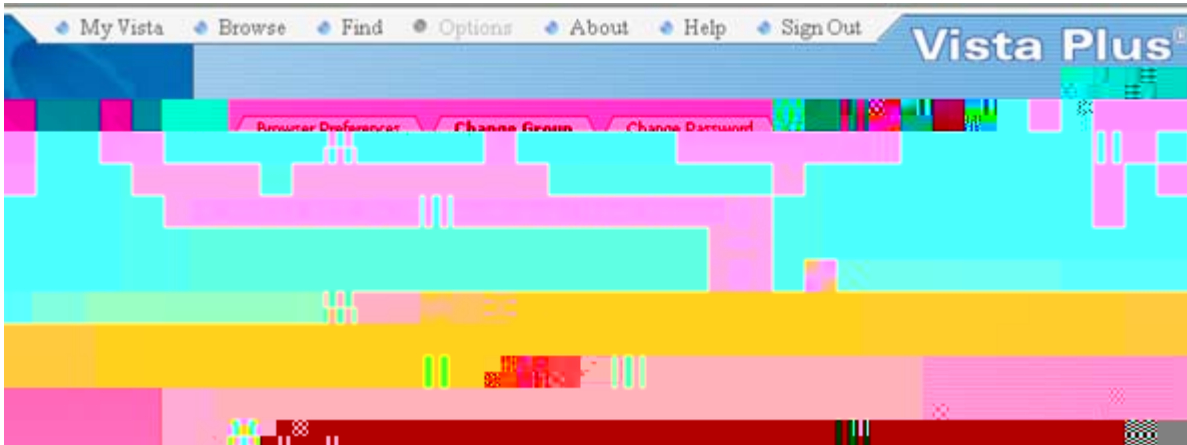 My Vista Browse Find Options About Help Sign Out
Vista Plus
Browser Preferences Change Group Change Password